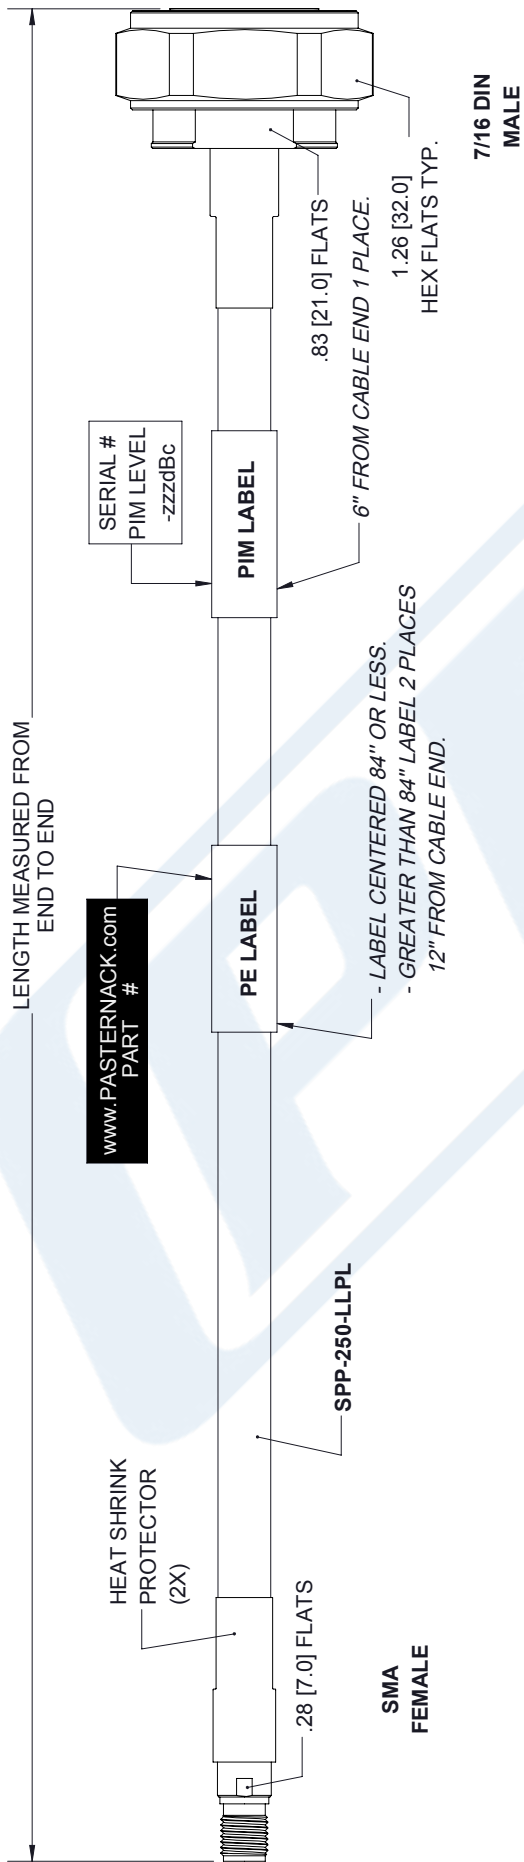 LENGTH MEASURED FROM
END TO END
HEAT SHRINK
PROTECTOR
(2X)
www.PASTERNACK.com
PART #
SERIAL #
PIM LEVEL
-zzzdBc
PE LABEL
PIM LABEL
.28 [7.0] FLATS
SPP-250-LLPL
- LABEL CENTERED 84" OR LESS.
- GREATER THAN 84" LABEL 2 PLACES
12" FROM CABLE END.
6" FROM CABLE END 1 PLACE.
.83 [21.0] FLATS
1.26 [32.0]
HEX FLATS TYP.
SMA
FEMALE
7/16 DIN
MALE